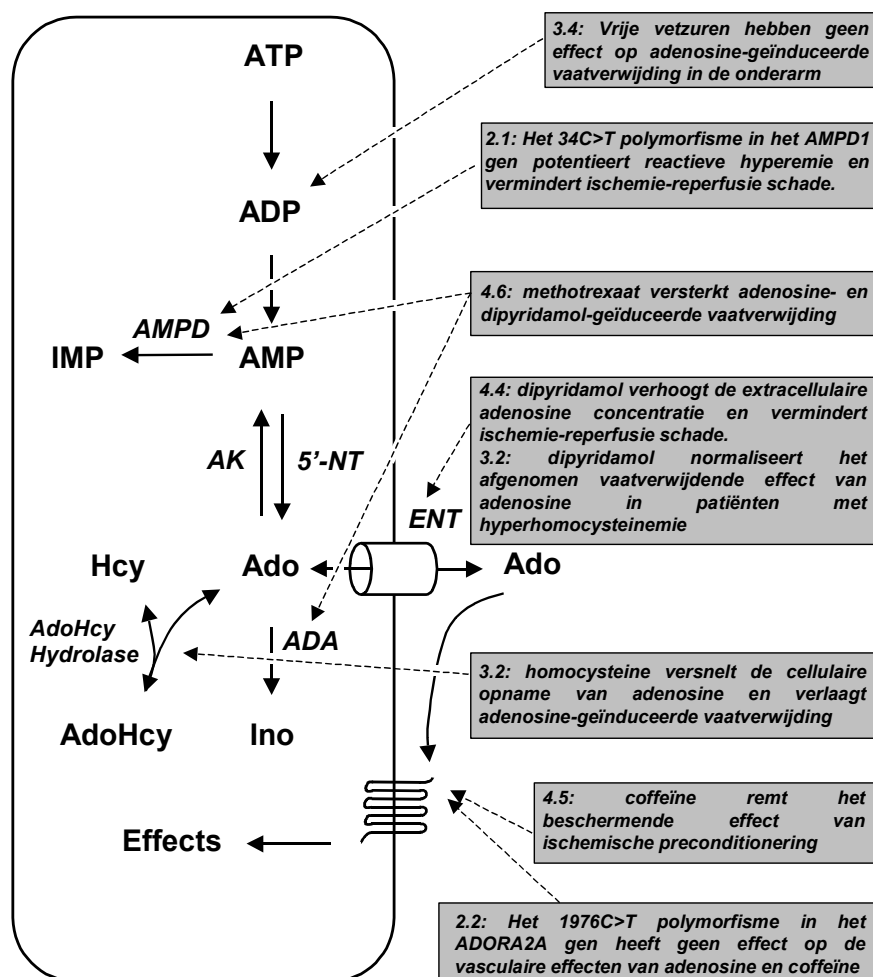 ATP
ADP
AMPD
IMP
AMP
AK
5'-NT
ENT
Hcy
Ado
Ado
AdoHcy
Hydrolase
ADA
AdoHcy
Ino
Effects
3.4: Vrije vetzuren hebben geen
effect op adenosine-geïnduceerde
vaatverwijding in de onderarm
2.1: Het 34C>T polymorfisme in het AMPD1
gen potentieert reactieve hyperemie en
vermindert ischemie-reperfusie schade.
4.6: methotrexaat versterkt adenosine- en
dipyridamol-geïduceerde vaatverwijding
4.4: dipyridamol verhoogt de extracellulaire
adenosine concentratie en vermindert
ischemie-reperfusie schade.
3.2: dipyridamol normaliseert het
afgenomen vaatverwijdende effect van
adenosine in patiënten met
hyperhomocysteinemie
3.2: homocysteine versnelt de cellulaire
opname van adenosine en verlaagt
adenosine-geïnduceerde vaatverwijding
4.5: coffeïne remt het
beschermende effect van
ischemische preconditionering
2.2: Het 1976C>T polymorfisme in het
ADORA2A gen heeft geen effect op de
vasculaire effecten van adenosine en coffeïne